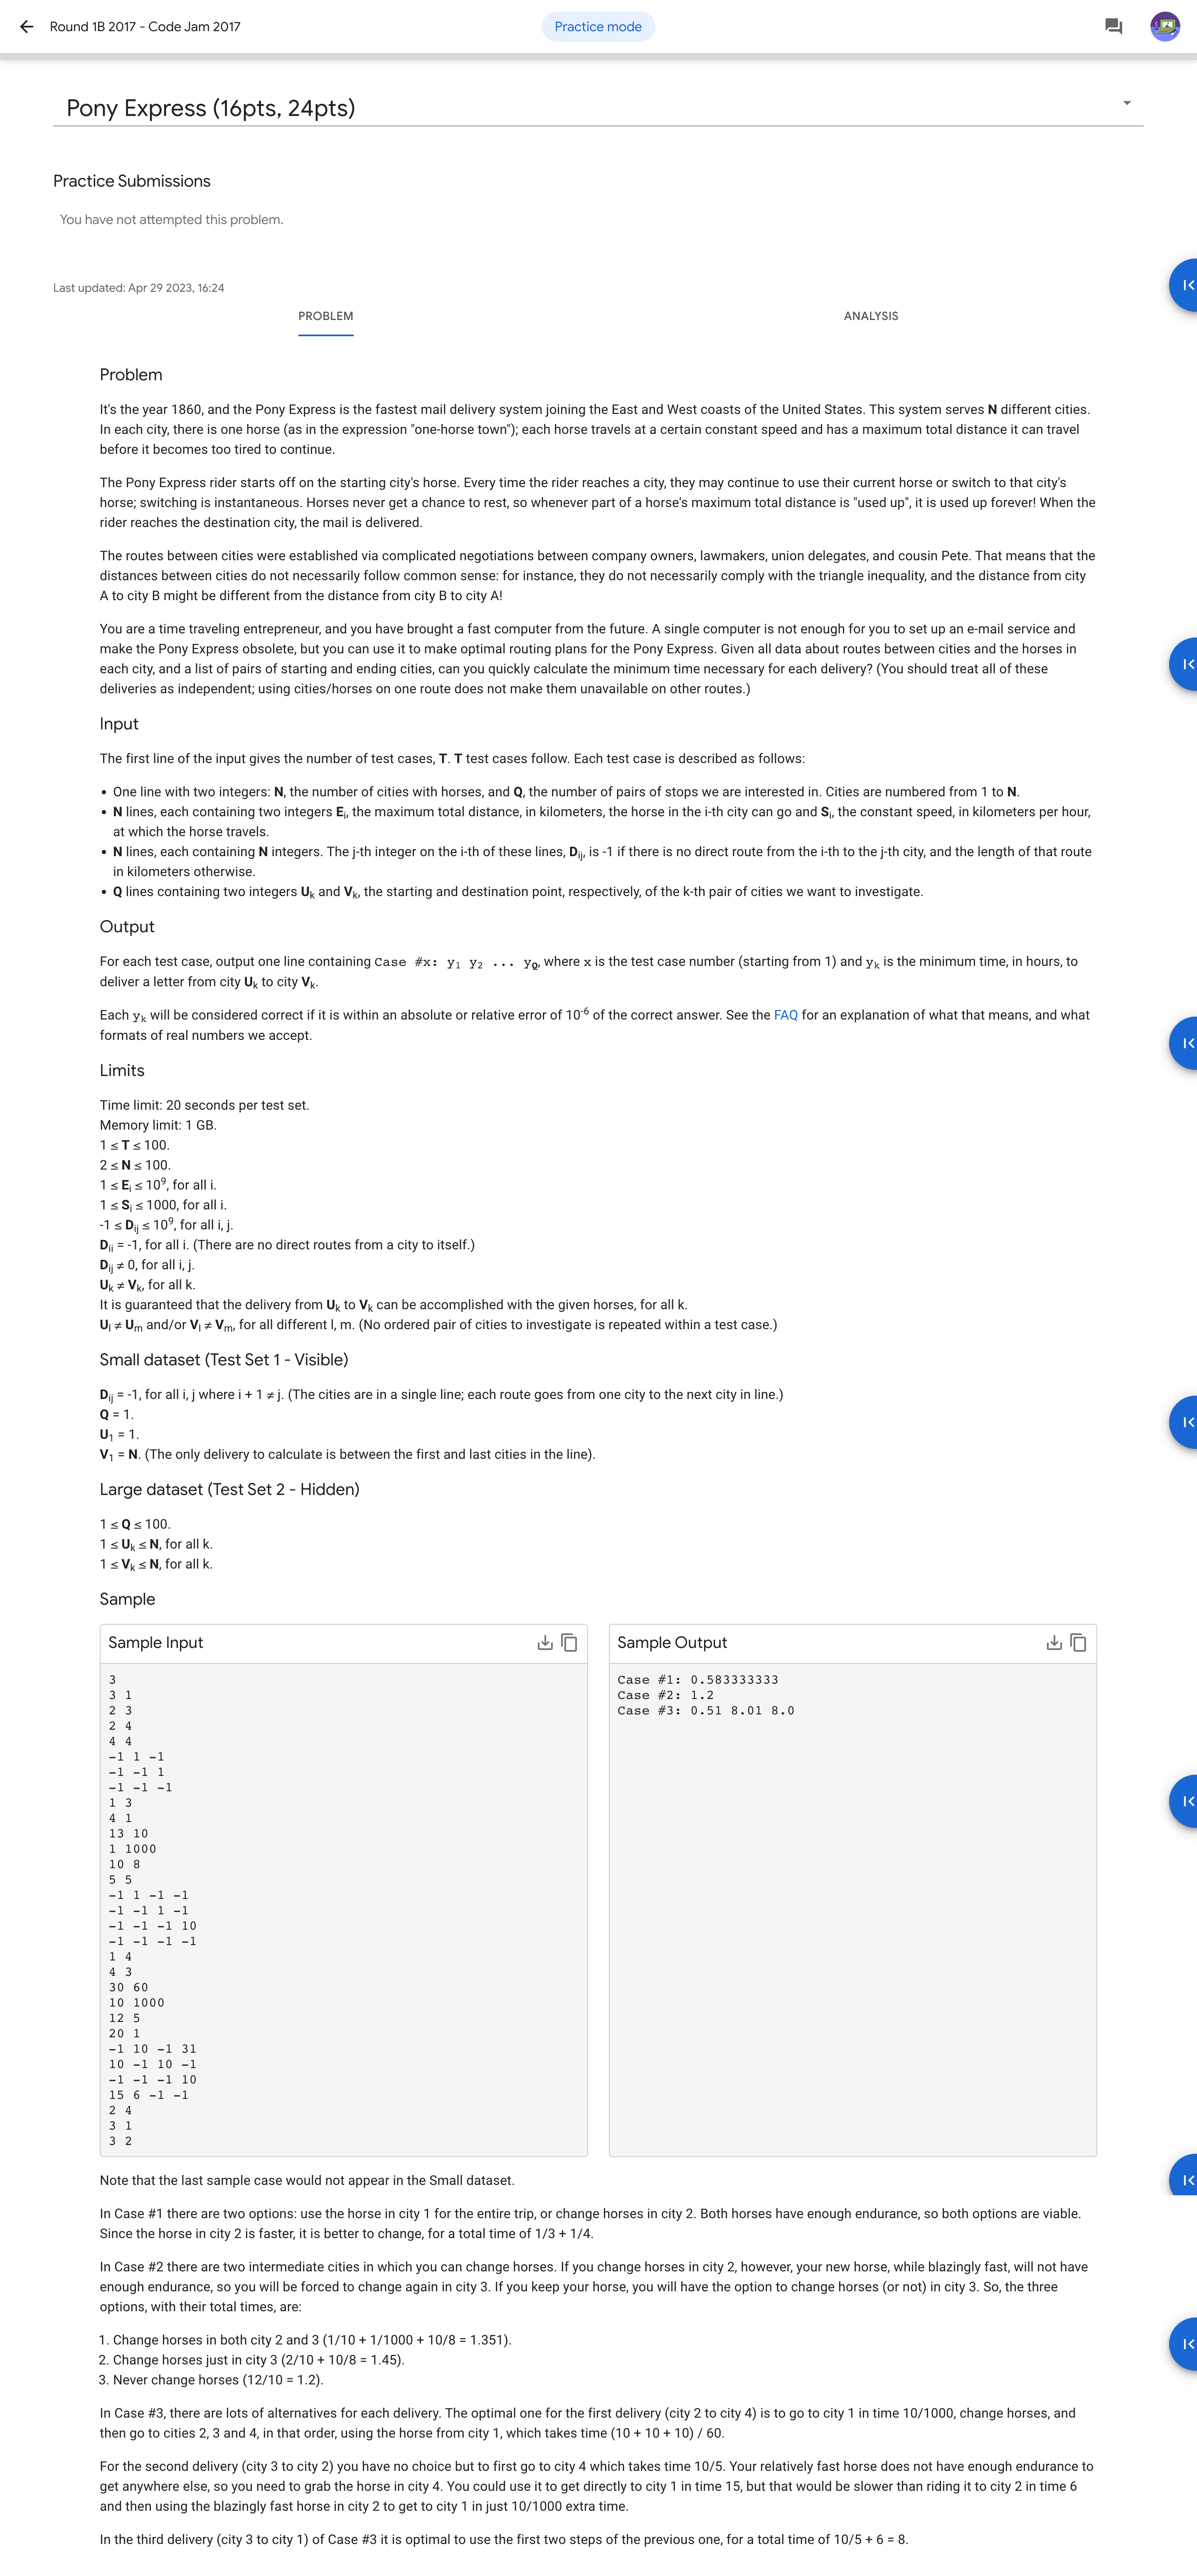 Round 1B 2017 - Code Jam 2017
Practice mode
Pony Express (16pts, 24pts)
Practice Submissions
You have not attempted this problem.
Last updated: Apr 29 2023, 16:24
PROBLEM
ANALYSIS
Problem
It's the year 1860, and the Pony Express is the fastest mail delivery system joining the East and West coasts of the United States. This system serves N different cities.
In each city, there is one horse (as in the expression "one-horse town"); each horse travels at a certain constant speed and has a maximum total distance it can travel
before it becomes too tired to continue.
The Pony Express rider starts off on the starting city's horse. Every time the rider reaches a city, they may continue to use their current horse or switch to that city's
horse; switching is instantaneous. Horses never get a chance to rest, so whenever part of a horse's maximum total distance is "used up", it is used up forever! When the
rider reaches the destination city, the mail is delivered.
The routes between cities were established via complicated negotiations between company owners, lawmakers, union delegates, and cousin Pete. That means that the
distances between cities do not necessarily follow common sense: for instance, they do not necessarily comply with the triangle inequality, and the distance from city
A to city B might be different from the distance from city B to city A!
You are a time traveling entrepreneur, and you have brought a fast computer from the future. A single computer is not enough for you to set up an e-mail service and
make the Pony Express obsolete, but you can use it to make optimal routing plans for the Pony Express. Given all data about routes between cities and the horses in
each city, and a list of pairs of starting and ending cities, can you quickly calculate the minimum time necessary for each delivery? (You should treat all of these
deliveries as independent; using cities/horses on one route does not make them unavailable on other routes.)
Input
The first line of the input gives the number of test cases, T. T test cases follow. Each test case is described as follows:
• One line with two integers: N, the number of cities with horses, and Q, the number of pairs of stops we are interested in. Cities are numbered from 1 to N.
• N lines, each containing two integers Ei, the maximum total distance, in kilometers, the horse in the i-th city can go and Si, the constant speed, in kilometers per hour,
at which the horse travels.
• N lines, each containing N integers. The j-th integer on the i-th of these lines, Dij, is -1 if there is no direct route from the i-th to the j-th city, and the length of that route
in kilometers otherwise.
• Q lines containing two integers Uk and Vk, the starting and destination point, respectively, of the k-th pair of cities we want to investigate.
Output
For each test case, output one line containing Case #x: y1 y2 ... yQ, where x is the test case number (starting from 1) and yk is the minimum time, in hours, to
deliver a letter from city Uk to city Vk.
Each yk will be considered correct if it is within an absolute or relative error of 10-6 of the correct answer. See the FAQ for an explanation of what that means, and what
formats of real numbers we accept.
Limits
Time limit: 20 seconds per test set.
Memory limit: 1 GB.
1 ≤ T ≤ 100.
2 ≤ N ≤ 100.
1 ≤ Ei ≤ 10⁹, for all i.
1 ≤ Si ≤ 1000, for all i.
-1 ≤ Dij ≤ 10⁹, for all i, j.
Dii = -1, for all i. (There are no direct routes from a city to itself.)
Dij ≠ 0, for all i, j.
Uk ≠ Vk, for all k.
It is guaranteed that the delivery from Uk to Vk can be accomplished with the given horses, for all k.
Ul ≠ Um and/or Vl ≠ Vm, for all different l, m. (No ordered pair of cities to investigate is repeated within a test case.)
Small dataset (Test Set 1 - Visible)
Dij = -1, for all i, j where i + 1 ≠ j. (The cities are in a single line; each route goes from one city to the next city in line.)
Q = 1.
U1 = 1.
V1 = N. (The only delivery to calculate is between the first and last cities in the line).
Large dataset (Test Set 2 - Hidden)
1 ≤ Q ≤ 100.
1 ≤ Uk ≤ N, for all k.
1 ≤ Vk ≤ N, for all k.
Sample
Sample Input
3
3 1
2 3
2 4
4 4
-1 1 -1
-1 -1 1
-1 -1 -1
1 3
4 1
13 10
1 1000
10 8
5 5
-1 1 -1 -1
-1 -1 1 -1
-1 -1 -1 10
-1 -1 -1 -1
1 4
4 3
30 60
10 1000
12 5
20 1
-1 10 -1 31
10 -1 10 -1
-1 -1 -1 10
15 6 -1 -1
2 4
3 1
3 2
Sample Output
Case #1: 0.583333333
Case #2: 1.2
Case #3: 0.51 8.01 8.0
Note that the last sample case would not appear in the Small dataset.
In Case #1 there are two options: use the horse in city 1 for the entire trip, or change horses in city 2. Both horses have enough endurance, so both options are viable.
Since the horse in city 2 is faster, it is better to change, for a total time of 1/3 + 1/4.
In Case #2 there are two intermediate cities in which you can change horses. If you change horses in city 2, however, your new horse, while blazingly fast, will not have
enough endurance, so you will be forced to change again in city 3. If you keep your horse, you will have the option to change horses (or not) in city 3. So, the three
options, with their total times, are:
1. Change horses in both city 2 and 3 (1/10 + 1/1000 + 10/8 = 1.351).
2. Change horses just in city 3 (2/10 + 10/8 = 1.45).
3. Never change horses (12/10 = 1.2).
In Case #3, there are lots of alternatives for each delivery. The optimal one for the first delivery (city 2 to city 4) is to go to city 1 in time 10/1000, change horses, and
then go to cities 2, 3 and 4, in that order, using the horse from city 1, which takes time (10 + 10 + 10) / 60.
For the second delivery (city 3 to city 2) you have no choice but to first go to city 4 which takes time 10/5. Your relatively fast horse does not have enough endurance to
get anywhere else, so you need to grab the horse in city 4. You could use it to get directly to city 1 in time 15, but that would be slower than riding it to city 2 in time 6
and then using the blazingly fast horse in city 2 to get to city 1 in just 10/1000 extra time.
In the third delivery (city 3 to city 1) of Case #3 it is optimal to use the first two steps of the previous one, for a total time of 10/5 + 6 = 8.